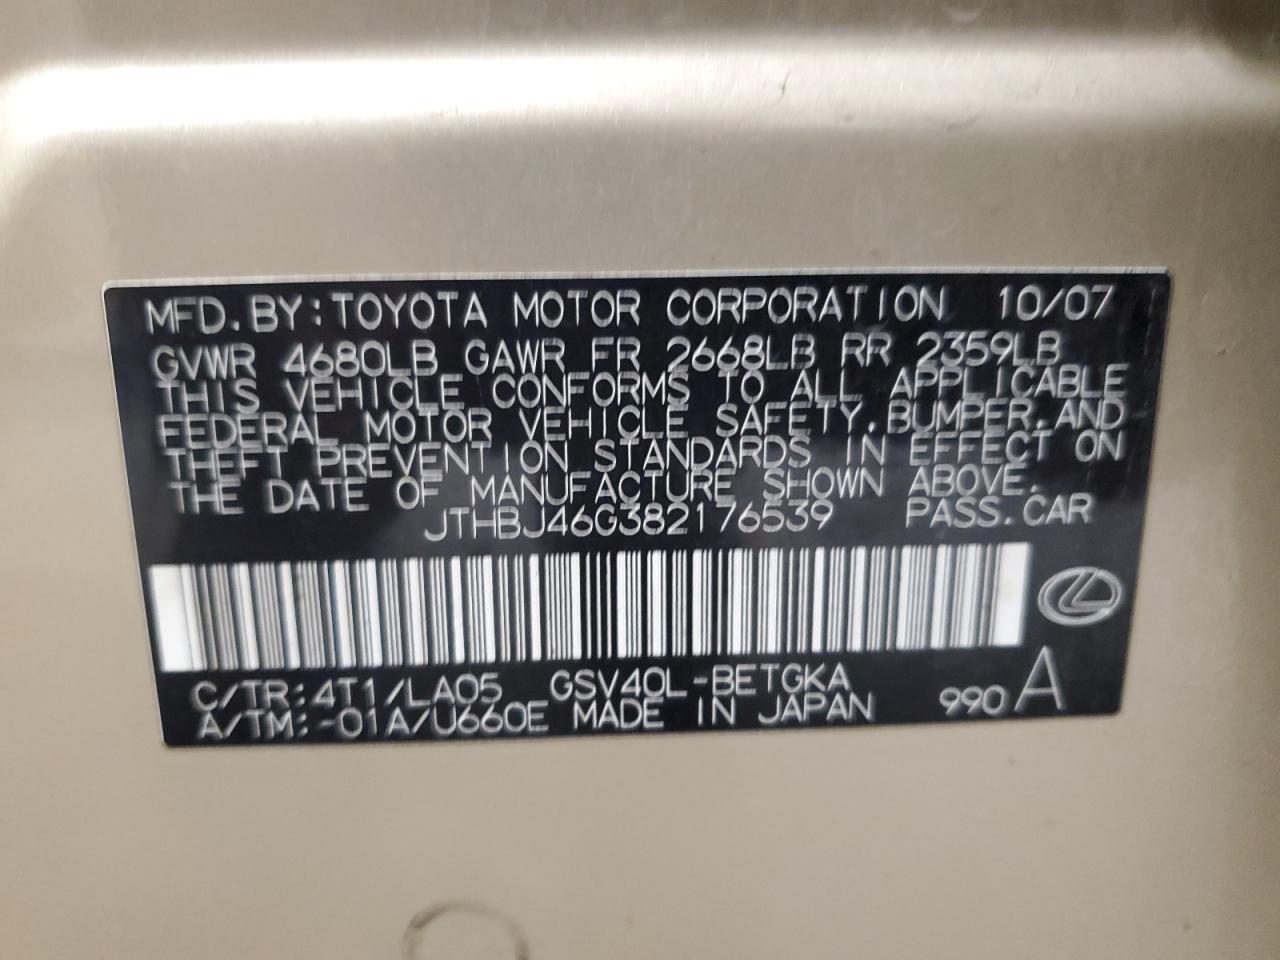 MFD. BY: TOYOTA MOTOR CORPORATION 10/07
GVWR 4680LB GAWR FR 2668LB RR 2359LB
THIS VEHICLE CONFORMS TO ALL APPLICABLE
FEDERAL MOTOR VEHICLE SAFETY, BUMPER, AND
THEFT PREVENTION STANDARDS IN EFFECT ON
THE DATE OF MANUFACTURE SHOWN ABOVE.
JTHBJ46G382176539 PASS. CAR
C/TR: 4T1/LA05 GSV40L-BETGKA
A/TM: -01A/U660E MADE IN JAPAN 990 A